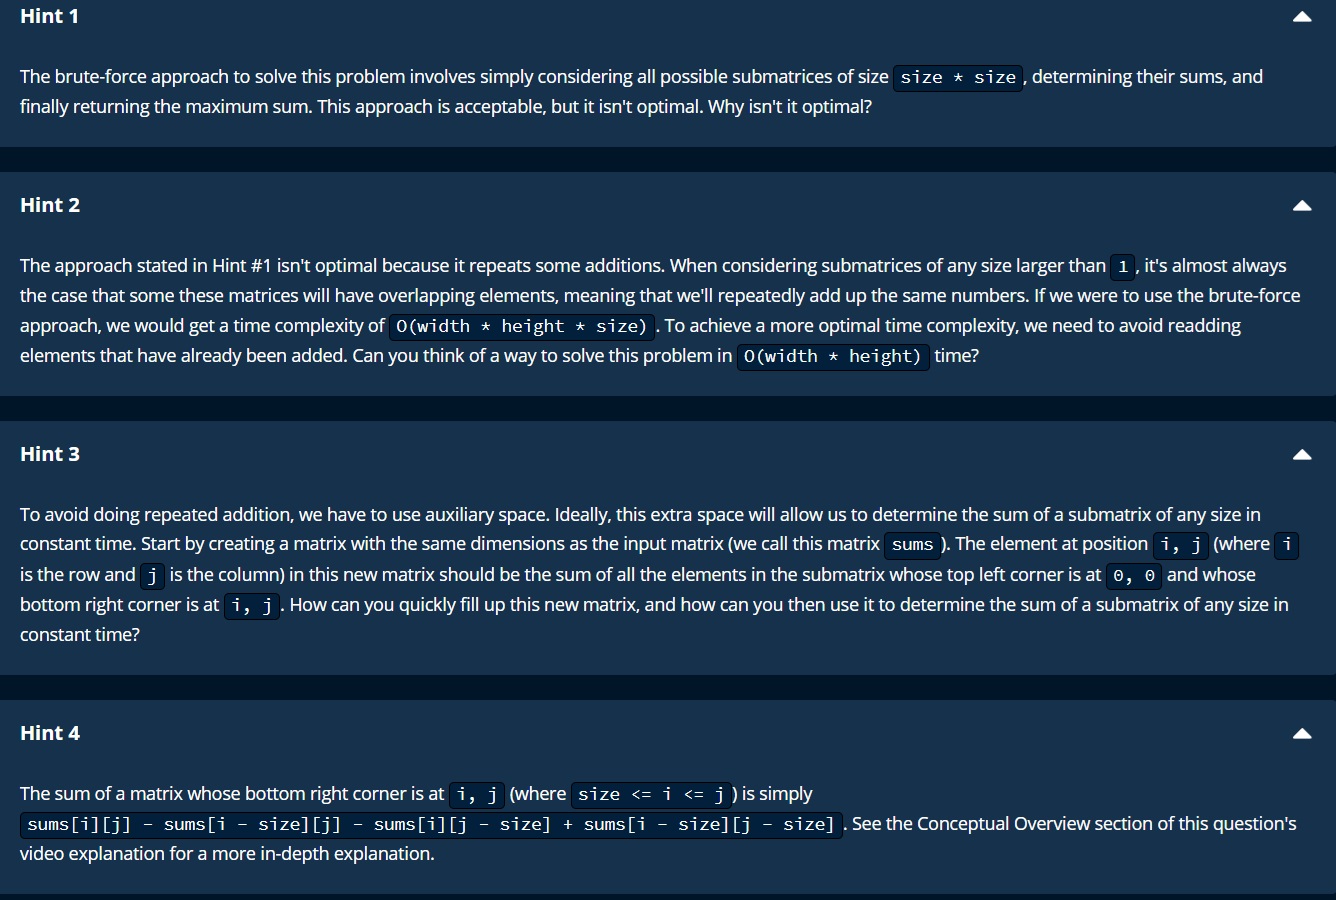 Hint 1
The brute-force approach to solve this problem involves simply considering all possible submatrices of size size * size, determining their sums, and
finally returning the maximum sum. This approach is acceptable, but it isn't optimal. Why isn't it optimal?
Hint 2
The approach stated in Hint #1 isn't optimal because it repeats some additions. When considering submatrices of any size larger than 1, it's almost always
the case that some these matrices will have overlapping elements, meaning that we'll repeatedly add up the same numbers. If we were to use the brute-force
approach, we would get a time complexity of O(width * height * size). To achieve a more optimal time complexity, we need to avoid readding
elements that have already been added. Can you think of a way to solve this problem in O(width * height) time?
Hint 3
To avoid doing repeated addition, we have to use auxiliary space. Ideally, this extra space will allow us to determine the sum of a submatrix of any size in
constant time. Start by creating a matrix with the same dimensions as the input matrix (we call this matrix sums). The element at position i, j (where i
is the row and j is the column) in this new matrix should be the sum of all the elements in the submatrix whose top left corner is at 0, 0 and whose
bottom right corner is at i, j. How can you quickly fill up this new matrix, and how can you then use it to determine the sum of a submatrix of any size in
constant time?
Hint 4
The sum of a matrix whose bottom right corner is at i, j (where size <= i <= j) is simply
sums[i][j] - sums[i - size][j] - sums[i][j - size] + sums[i - size][j - size]. See the Conceptual Overview section of this question's
video explanation for a more in-depth explanation.